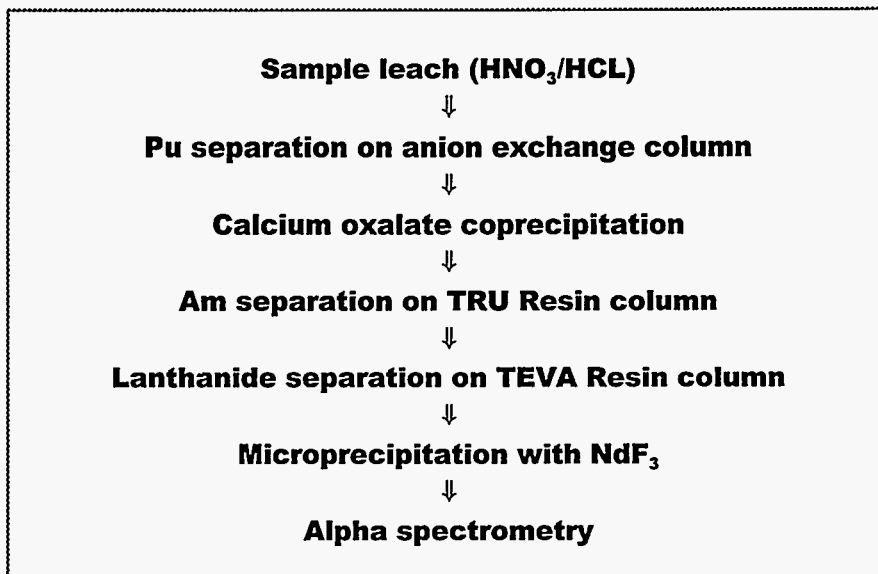 Sample leach (HNO₃/HCL)
⇓
Pu separation on anion exchange column
⇓
Calcium oxalate coprecipitation
⇓
Am separation on TRU Resin column
⇓
Lanthanide separation on TEVA Resin column
⇓
Microprecipitation with NdF₃
⇓
Alpha spectrometry